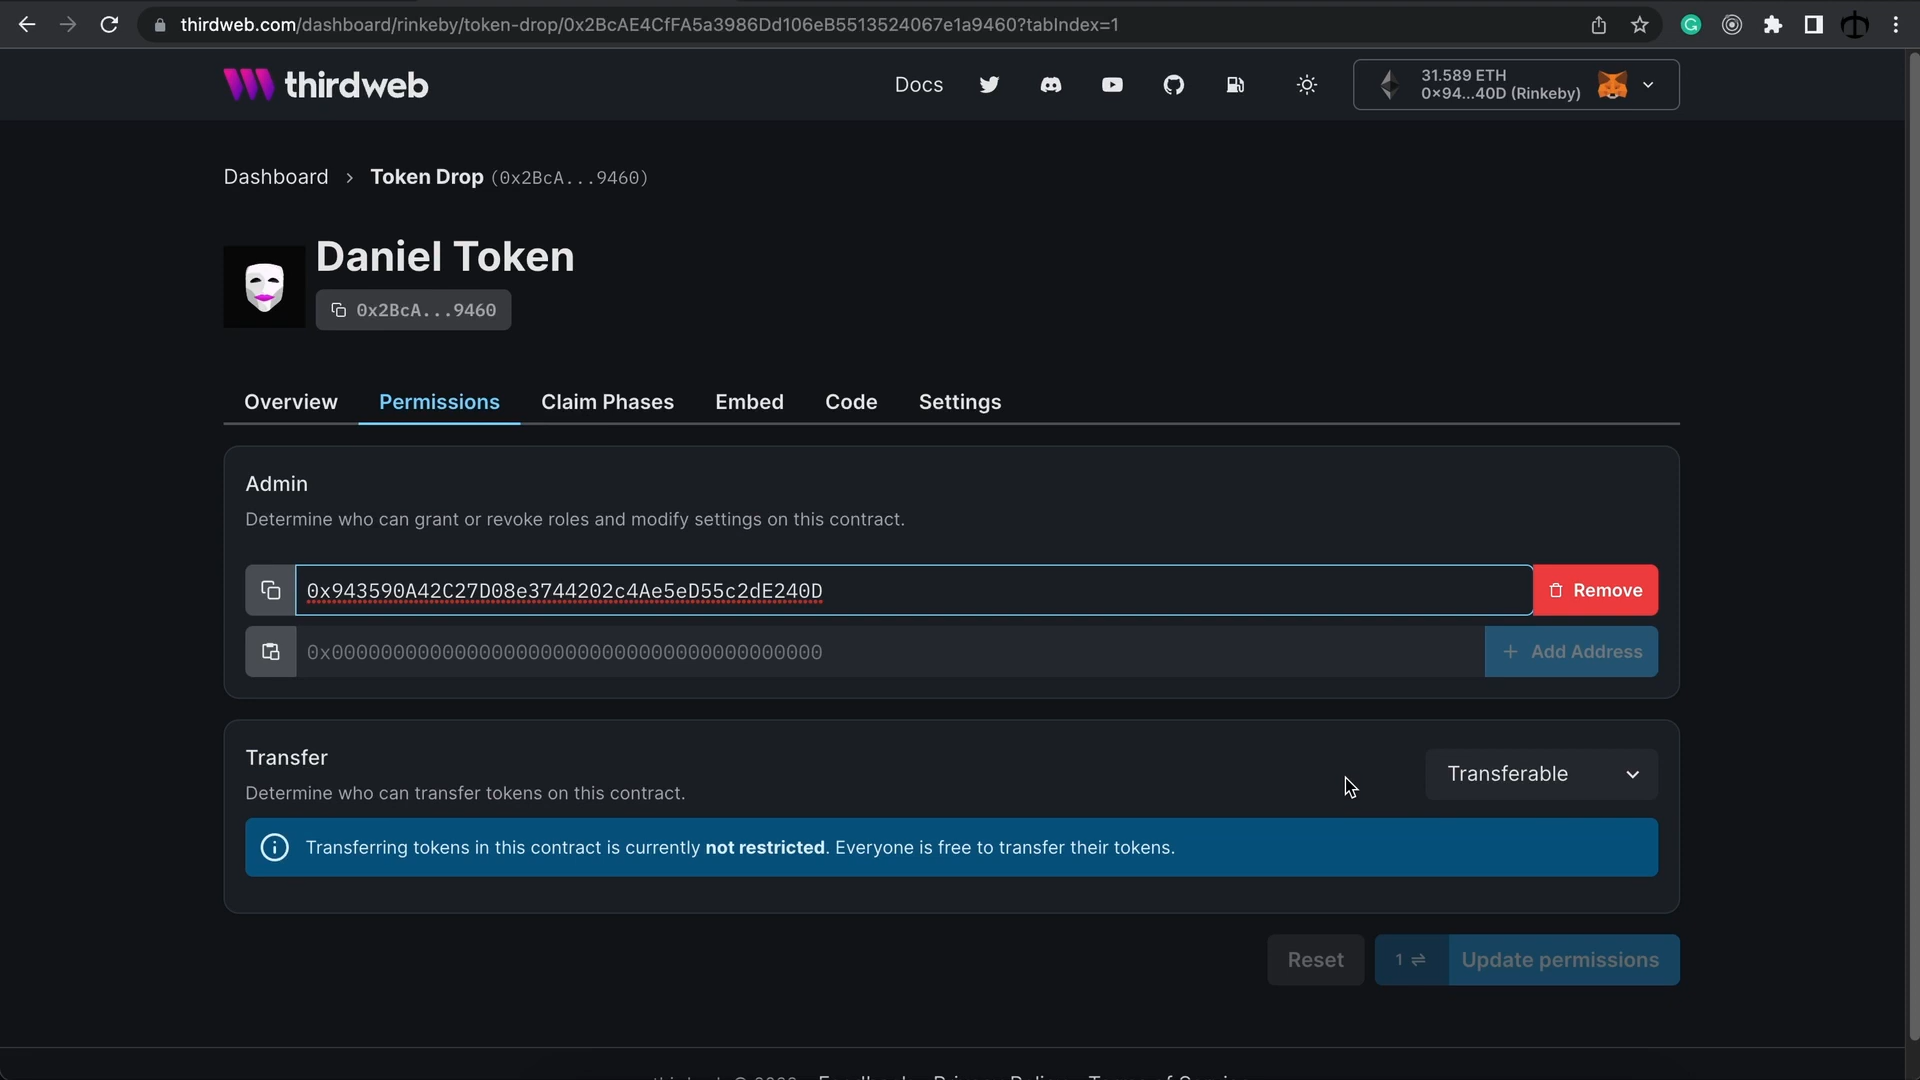 thirdweb.com/dashboard/rinkeby/token-drop/0x2BcAE4CfFA5a3986Dd106eB5513524067e1a9460?tabIndex=1
thirdweb
Docs
31.589 ETH
0×94...40D (Rinkeby)
Dashboard > Token Drop (0x2BcA...9460)
Daniel Token
0x2BcA...9460
Overview
Permissions
Claim Phases
Embed
Code
Settings
Admin
Determine who can grant or revoke roles and modify settings on this contract.
0x943590A42C27D08e3744202c4Ae5eD55c2dE240D
Remove
0x0000000000000000000000000000000000000000
+ Add Address
Transfer
Determine who can transfer tokens on this contract.
Transferable
Transferring tokens in this contract is currently not restricted. Everyone is free to transfer their tokens.
Reset
1 ⇌
Update permissions